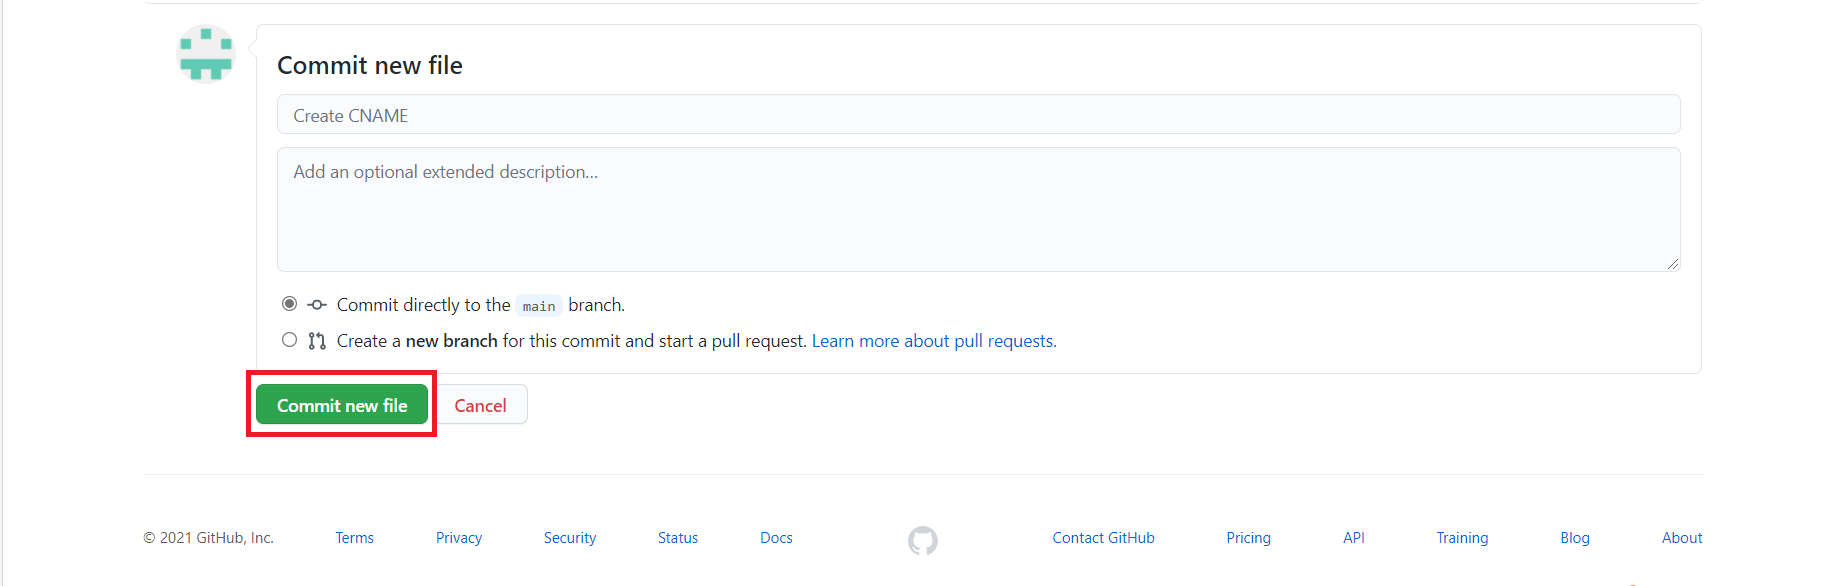 Commit new file
Create CNAME
Add an optional extended description...
Commit directly to the main branch.
Create a new branch for this commit and start a pull request. Learn more about pull requests.
Commit new file Cancel
© 2021 GitHub, Inc. Terms Privacy Security Status Docs Contact GitHub Pricing API Training Blog About